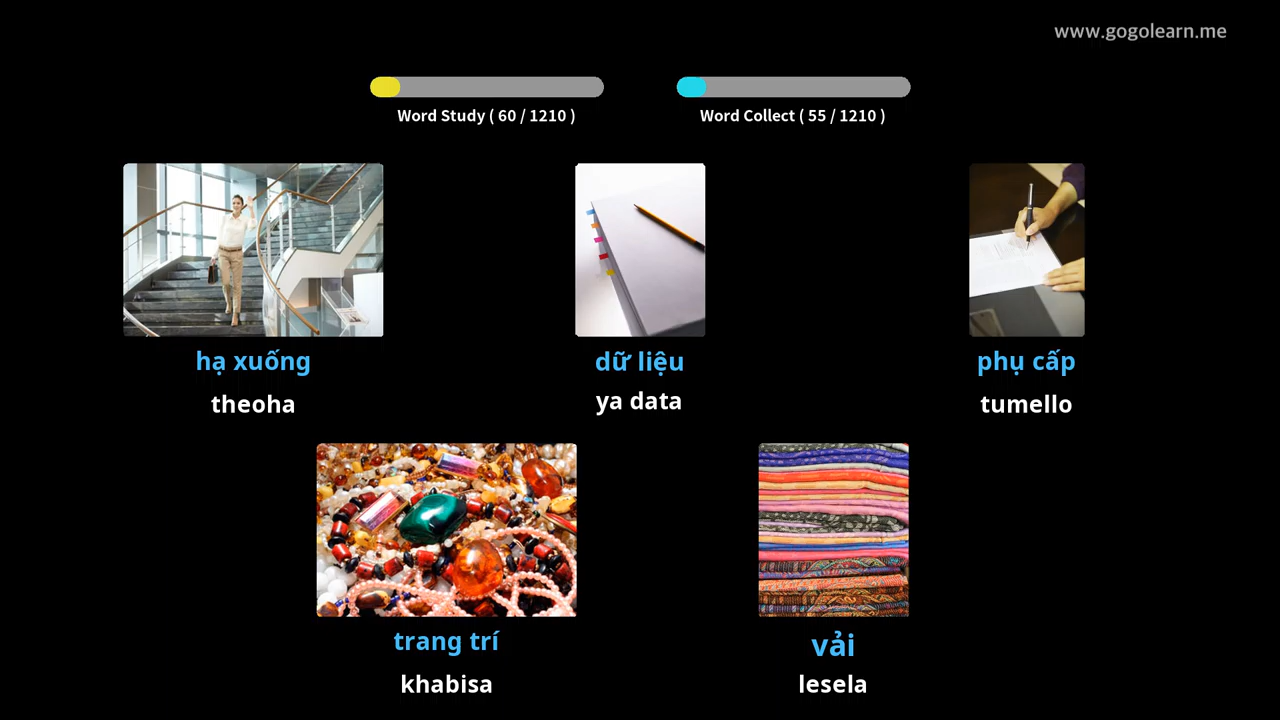 www.gogolearn.me
Word Study ( 60 / 1210 )
Word Collect ( 55 / 1210 )
hạ xuống
theoha
dữ liệu
ya data
phụ cấp
tumello
trang trí
khabisa
vải
lesela